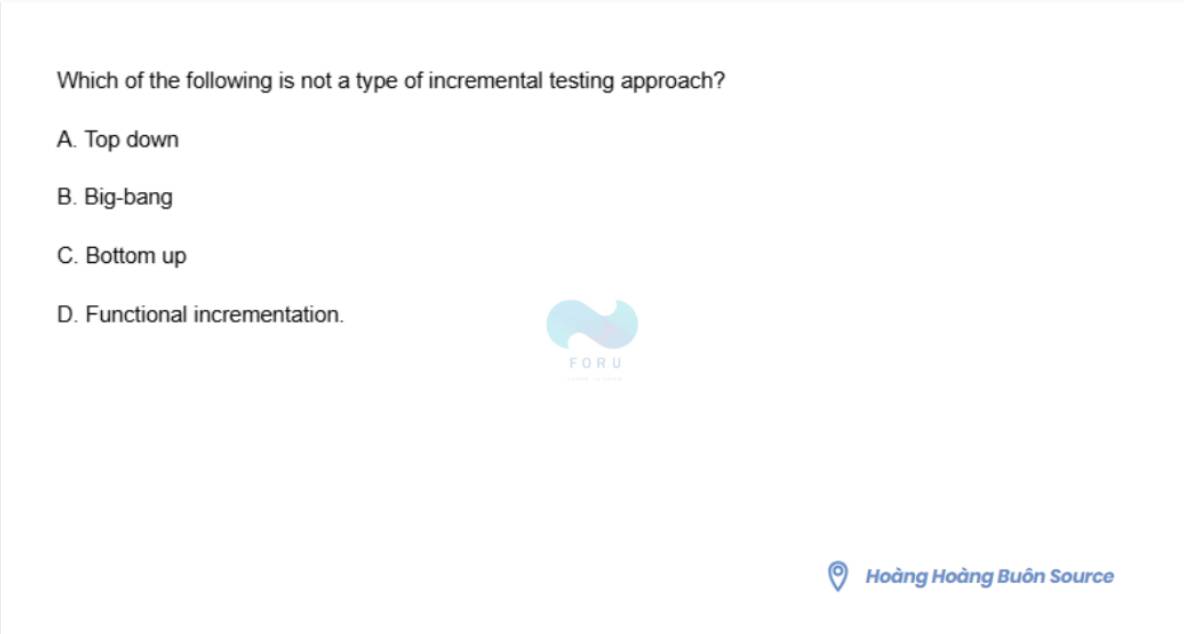 Which of the following is not a type of incremental testing approach?
A. Top down
B. Big-bang
C. Bottom up
D. Functional incrementation.
FORU
Hoàng Hoàng Buôn Source